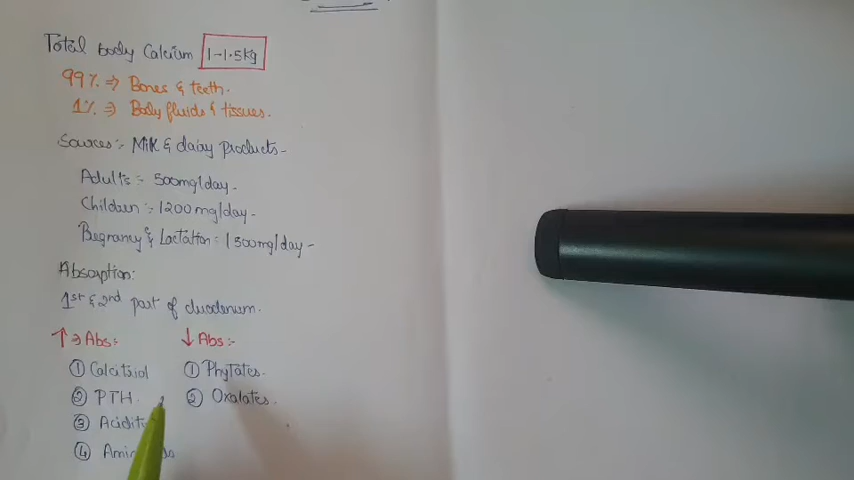 Total body Calcium 1-1.5kg
99% ⇒ Bones & teeth.
1% ⇒ Body fluids & tissues.
Sources:- Milk & dairy products-
Adults:- 500mg/day-
Children:- 1200mg/day-
Pregnancy & Lactation:- 1500mg/day-
Absorption:
1st & 2nd part of duodenum.
↑⇒Abs:-
① Calcitriol
② PTH.
③
④
↓Abs:-
① Phytates.
② Oxalates.